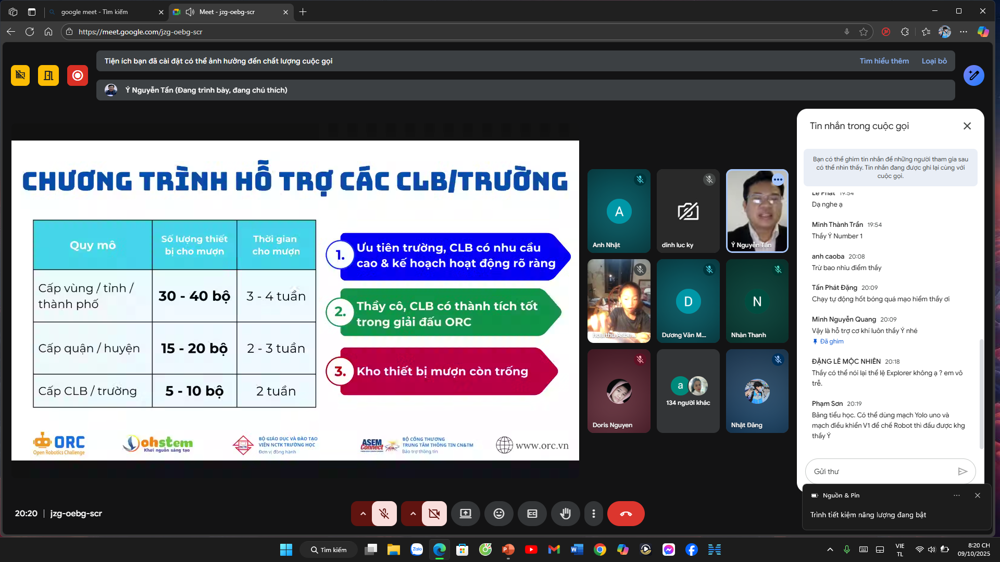 google meet - Tìm kiếm
Meet - jzg-oebg-scr
https://meet.google.com/jzg-oebg-scr
Tiện ích bạn đã cài đặt có thể ảnh hưởng đến chất lượng cuộc gọi
Tìm hiểu thêm
Loại bỏ
Ý Nguyễn Tấn (Đang trình bày, đang chú thích)
CHƯƠNG TRÌNH HỖ TRỢ CÁC CLB/TRƯỜNG
Quy mô
Số lượng thiết
bị cho mượn
Thời gian
cho mượn
Cấp vùng / tỉnh /
thành phố
30 - 40 bộ
3 - 4 tuần
Cấp quận / huyện
15 - 20 bộ
2 - 3 tuần
Cấp CLB / trường
5 - 10 bộ
2 tuần
1.
Ưu tiên trường, CLB có nhu cầu
cao & kế hoạch hoạt động rõ ràng
2.
Thầy cô, CLB có thành tích tốt
trong giải đấu ORC
3.
Kho thiết bị mượn còn trống
ORC
Open Robotics Challenge
ohstem
Khơi nguồn sáng tạo
NCTK
BỘ GIÁO DỤC VÀ ĐÀO TẠO
VIỆN NCTK TRƯỜNG HỌC
Đơn vị đồng hành
ASEM
Connect
BỘ CÔNG THƯƠNG
TRUNG TÂM THÔNG TIN CN&TM
Bảo trợ thông tin
www.orc.vn
A
Anh Nhật
dinh luc ky
Ý Nguyễn Tấn
hoaithu Asbe...
D
Dương Văn M...
N
Nhàn Thanh
Doris Nguyen
a
134 người khác
Nhật Đăng
Tin nhắn trong cuộc gọi
Bạn có thể ghim tin nhắn để những người tham gia sau
có thể nhìn thấy. Tin nhắn đang được ghi lại cùng với
cuộc gọi.
Lê Phát 19:54
Dạ nghe ạ
Minh Thành Trần 19:54
Thầy Ý Number 1
anh caoba 20:08
Trừ bao nhiu điểm thầy
Tấn Phát Đặng 20:09
Chạy tự động hốt bóng quá mạo hiểm thầy ơi
Minh Nguyễn Quang 20:09
Vậy là hỗ trợ cơ khí luôn thầy Ý nhé
Đã ghim
ĐẶNG LÊ MỘC NHIÊN 20:18
Thầy có thể nói lại thể lệ Explorer không ạ ? em vô
trễ.
Phạm Sơn 20:19
Bảng tiểu học. Có thể dùng mạch Yolo uno và
mạch điều khiển V1 để chế Robot thi đấu được khg
thầy Ý
Gửi thư
Nguồn & Pin
Trình tiết kiệm năng lượng đang bật
20:20
jzg-oebg-scr
Tìm kiếm
Zalo
VIE
TL
8:20 CH
09/10/2025